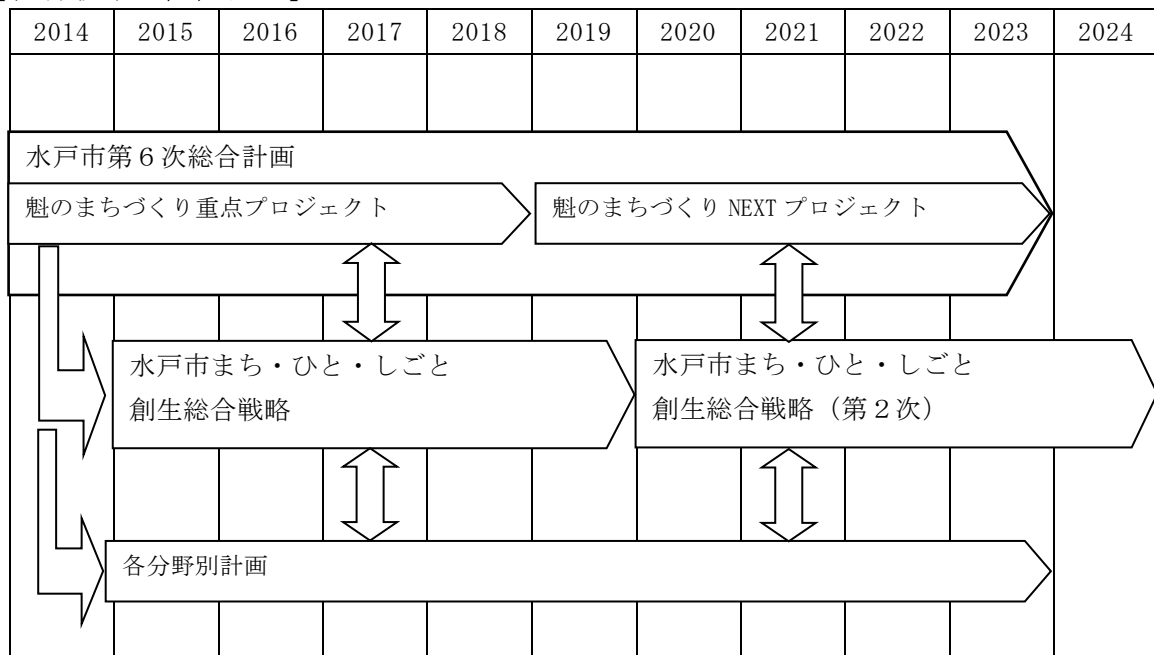 2014 2015 2016 2017 2018 2019 2020 2021 2022 2023 2024
水戸市第６次総合計画
魁のまちづくり重点プロジェクト
魁のまちづくり NEXT プロジェクト
水戸市まち・ひと・しごと
創生総合戦略
水戸市まち・ひと・しごと
創生総合戦略（第２次）
各分野別計画